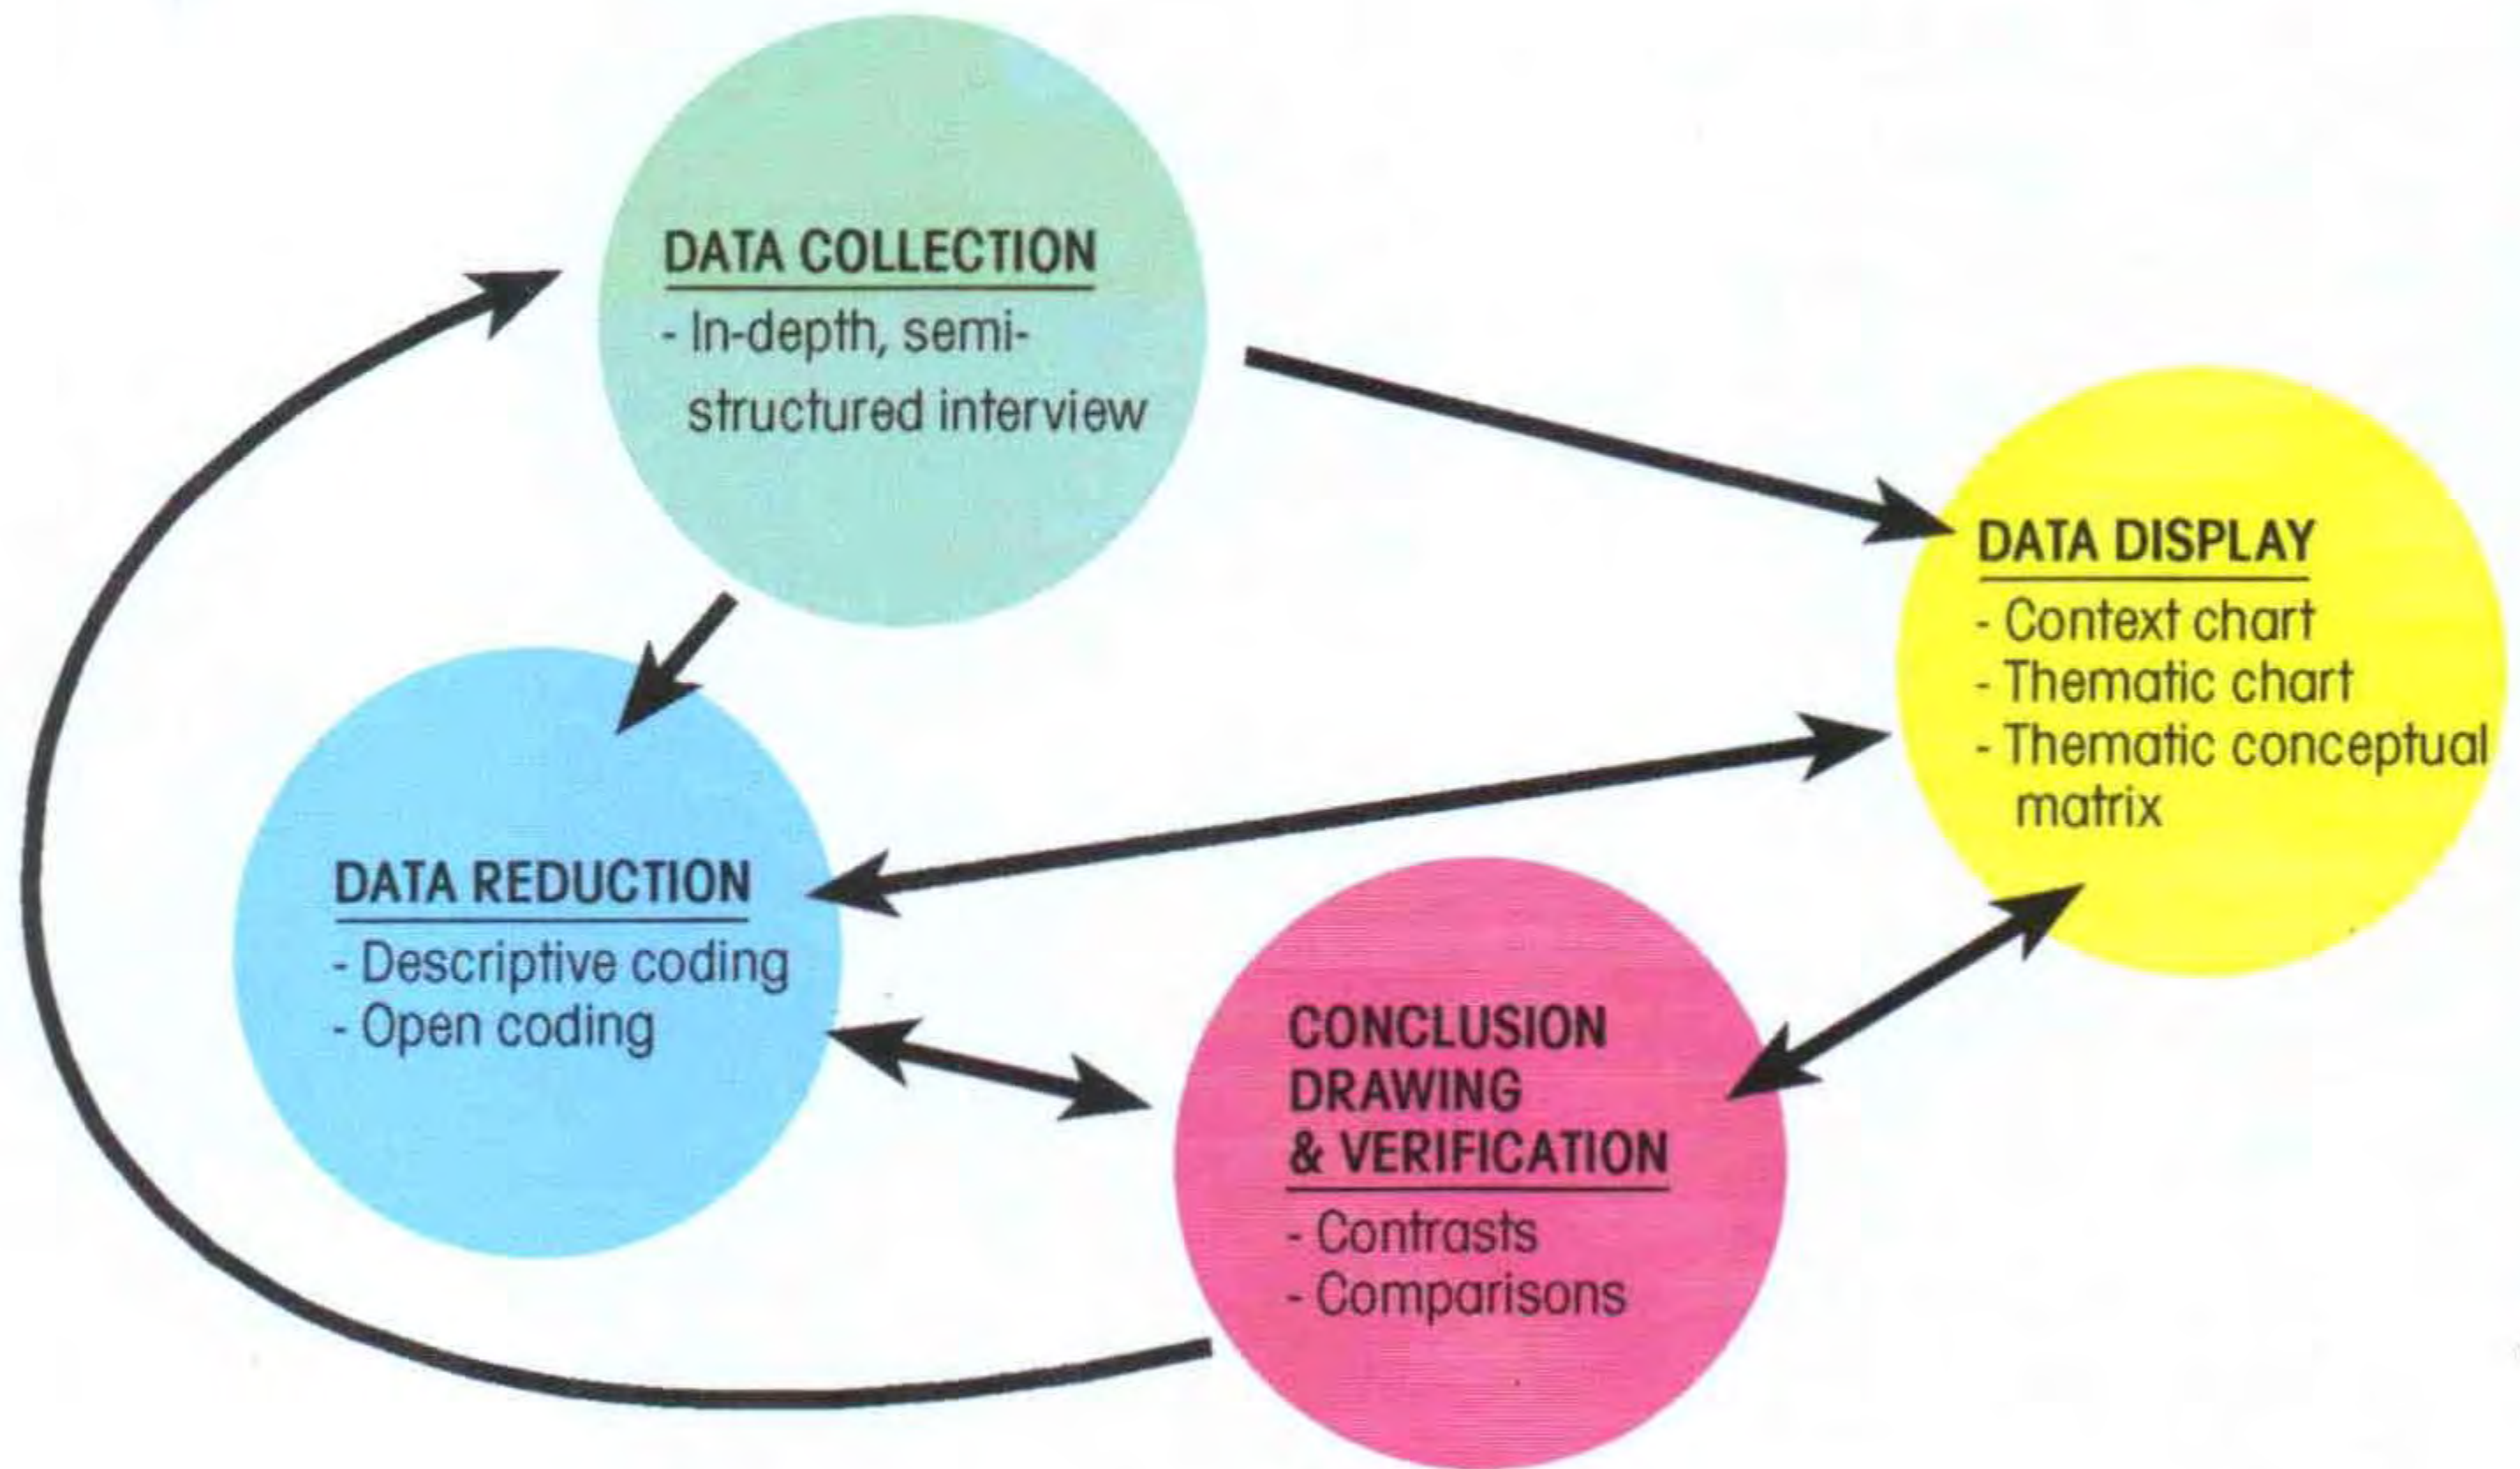 DATA COLLECTION
- In-depth, semi-
structured interview
DATA DISPLAY
- Context chart
- Thematic chart
- Thematic conceptual
matrix
DATA REDUCTION
- Descriptive coding
- Open coding
CONCLUSION
DRAWING
& VERIFICATION
- Contrasts
- Comparisons